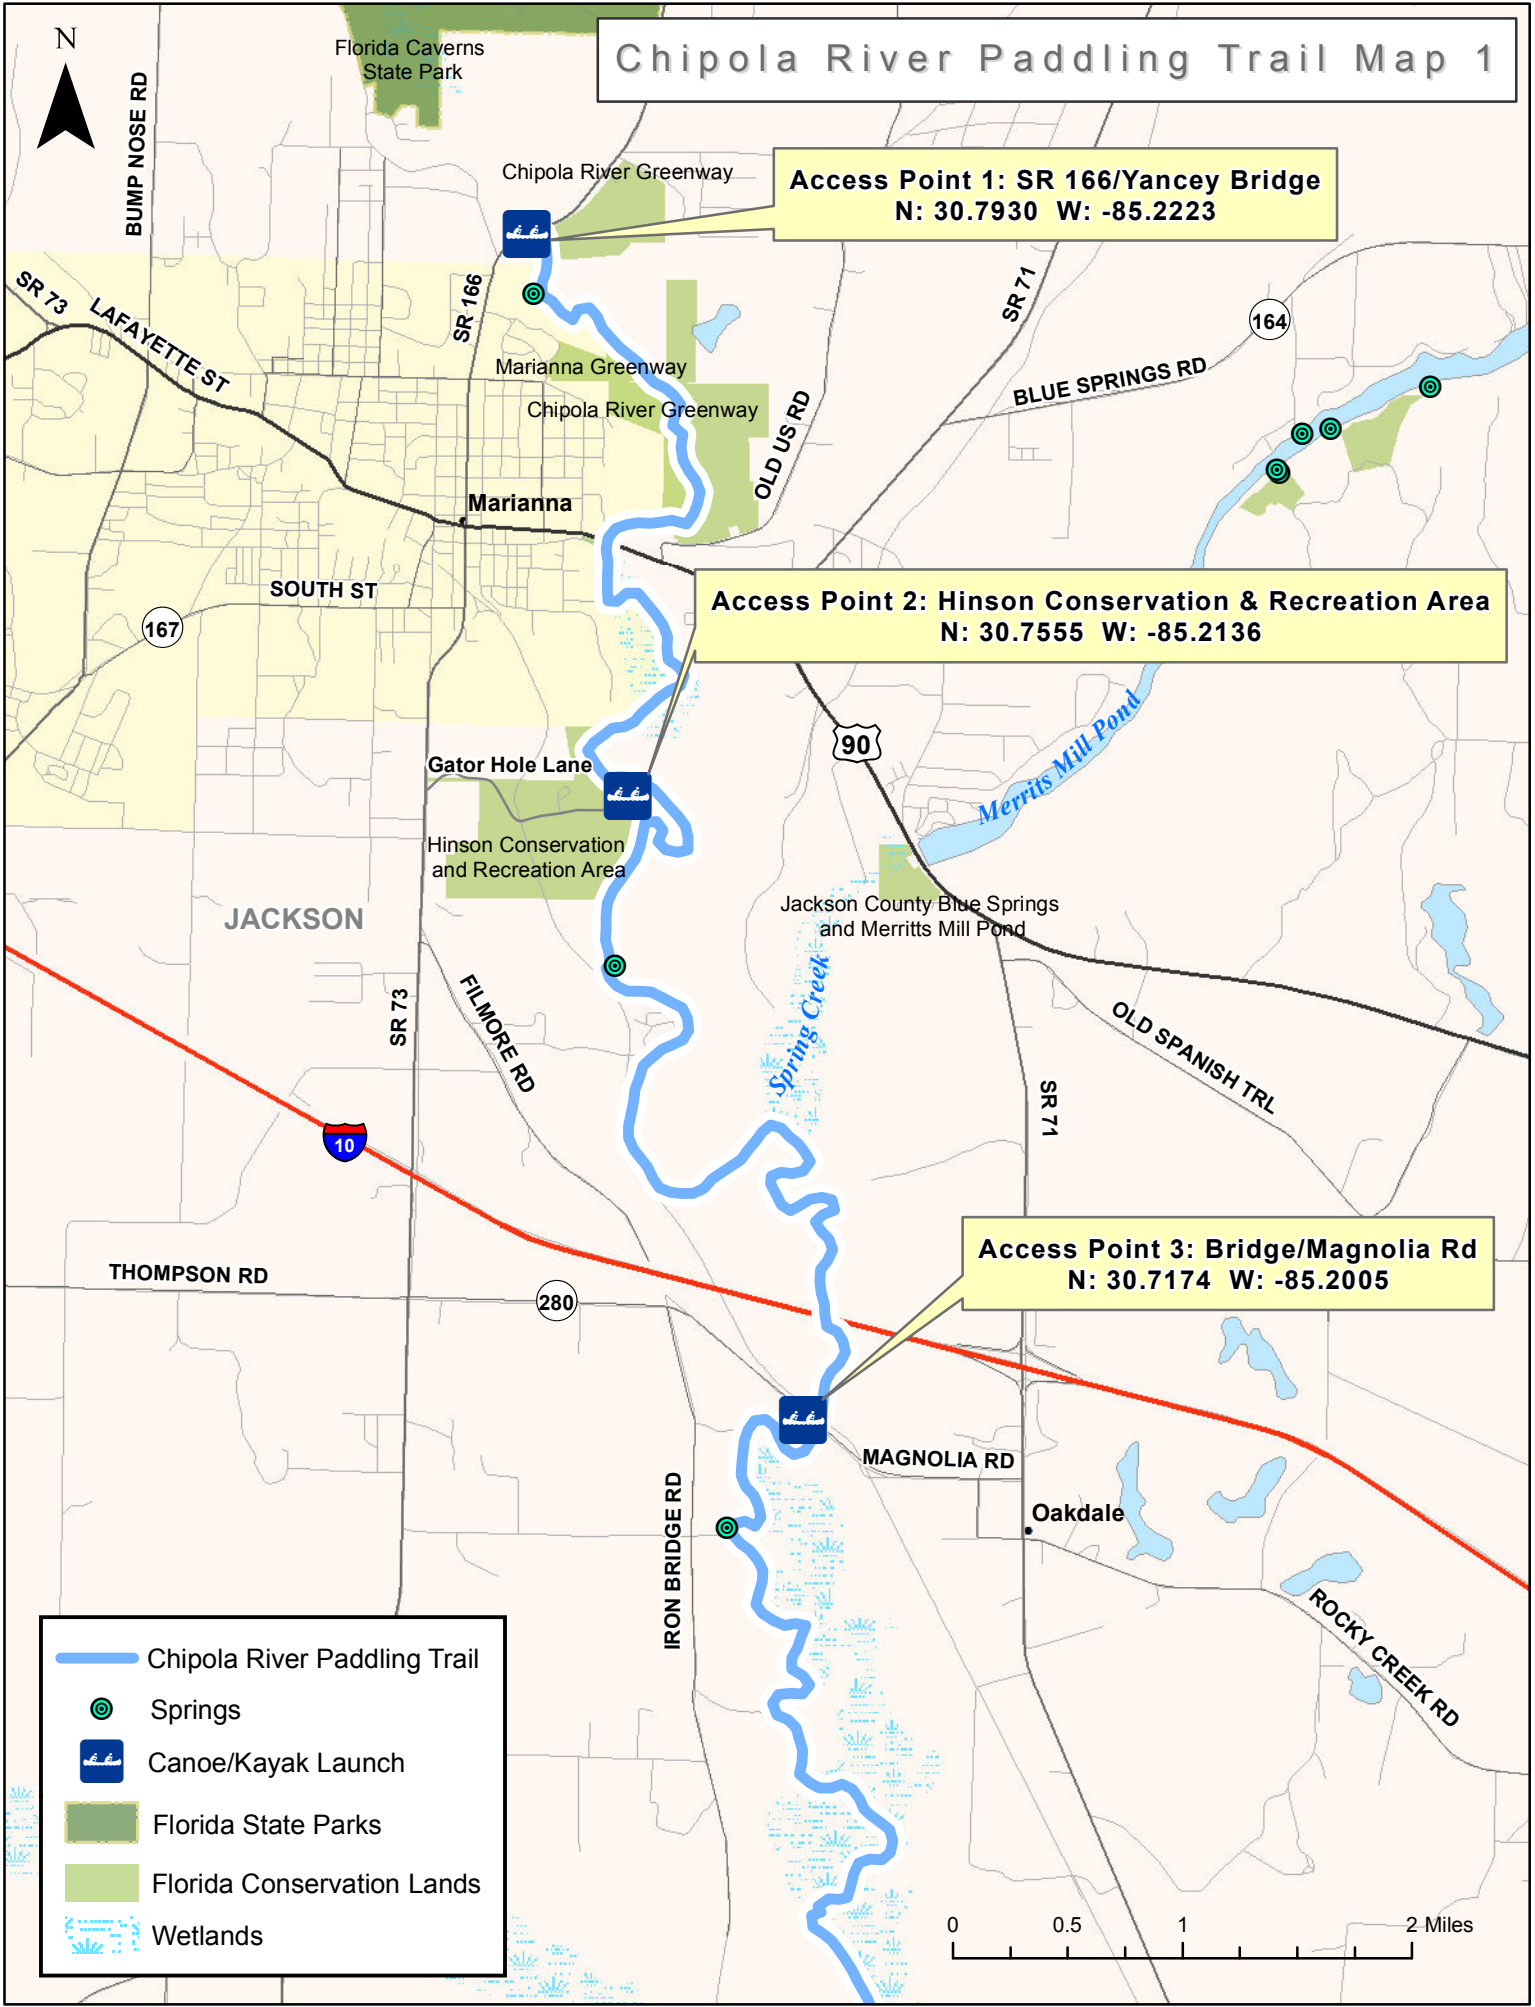 Chipola River Paddling Trail Map 1
N
Florida Caverns
State Park
BUMP NOSE RD
Chipola River Greenway
Access Point 1: SR 166/Yancey Bridge
N: 30.7930 W: -85.2223
SR 73
LAFAYETTE ST
SR 166
SR 71
164
Marianna Greenway
BLUE SPRINGS RD
Chipola River Greenway
OLD US RD
Marianna
SOUTH ST
167
Access Point 2: Hinson Conservation & Recreation Area
N: 30.7555 W: -85.2136
90
Merrits Mill Pond
Gator Hole Lane
Hinson Conservation
and Recreation Area
JACKSON
Jackson County Blue Springs
and Merritts Mill Pond
Spring Creek
SR 73
FILMORE RD
OLD SPANISH TRL
SR 71
10
Access Point 3: Bridge/Magnolia Rd
N: 30.7174 W: -85.2005
THOMPSON RD
280
MAGNOLIA RD
IRON BRIDGE RD
Oakdale
ROCKY CREEK RD
Chipola River Paddling Trail
Springs
Canoe/Kayak Launch
Florida State Parks
Florida Conservation Lands
Wetlands
0 0.5 1 2 Miles